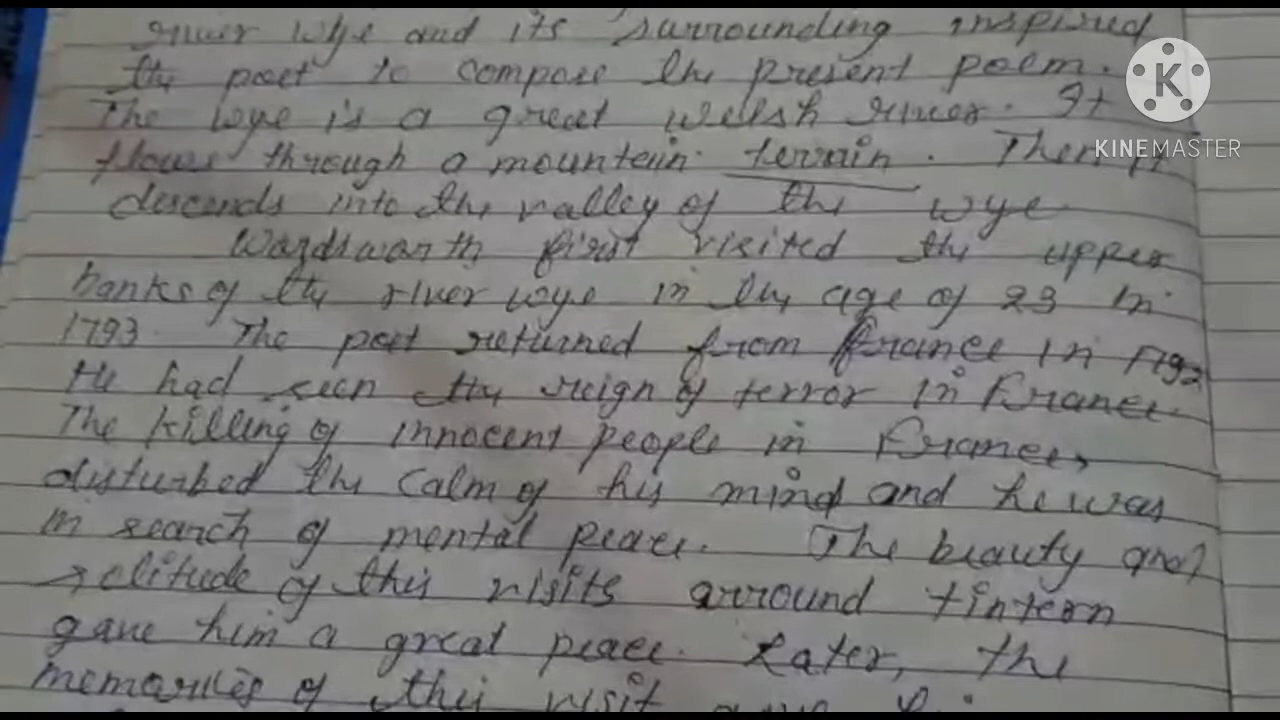 river wye and its surrounding inspired
the poet to compose the present poem.
The wye is a great welsh river. It
flows through a mountain terrain. Then it
descends into the valley of the wye
Wordsworth first visited the upper
banks of the river wye in the age of 23 in
1793. The poet returned from France in 1792
He had seen the reign of terror in France.
The killing of innocent people in France,
disturbed the calm of his mind and he was
in search of mental peace. The beauty and
solitude of this visits arround tintern
gave him a great peace. Later, the
memories of this visit gave
K
KINEMASTER